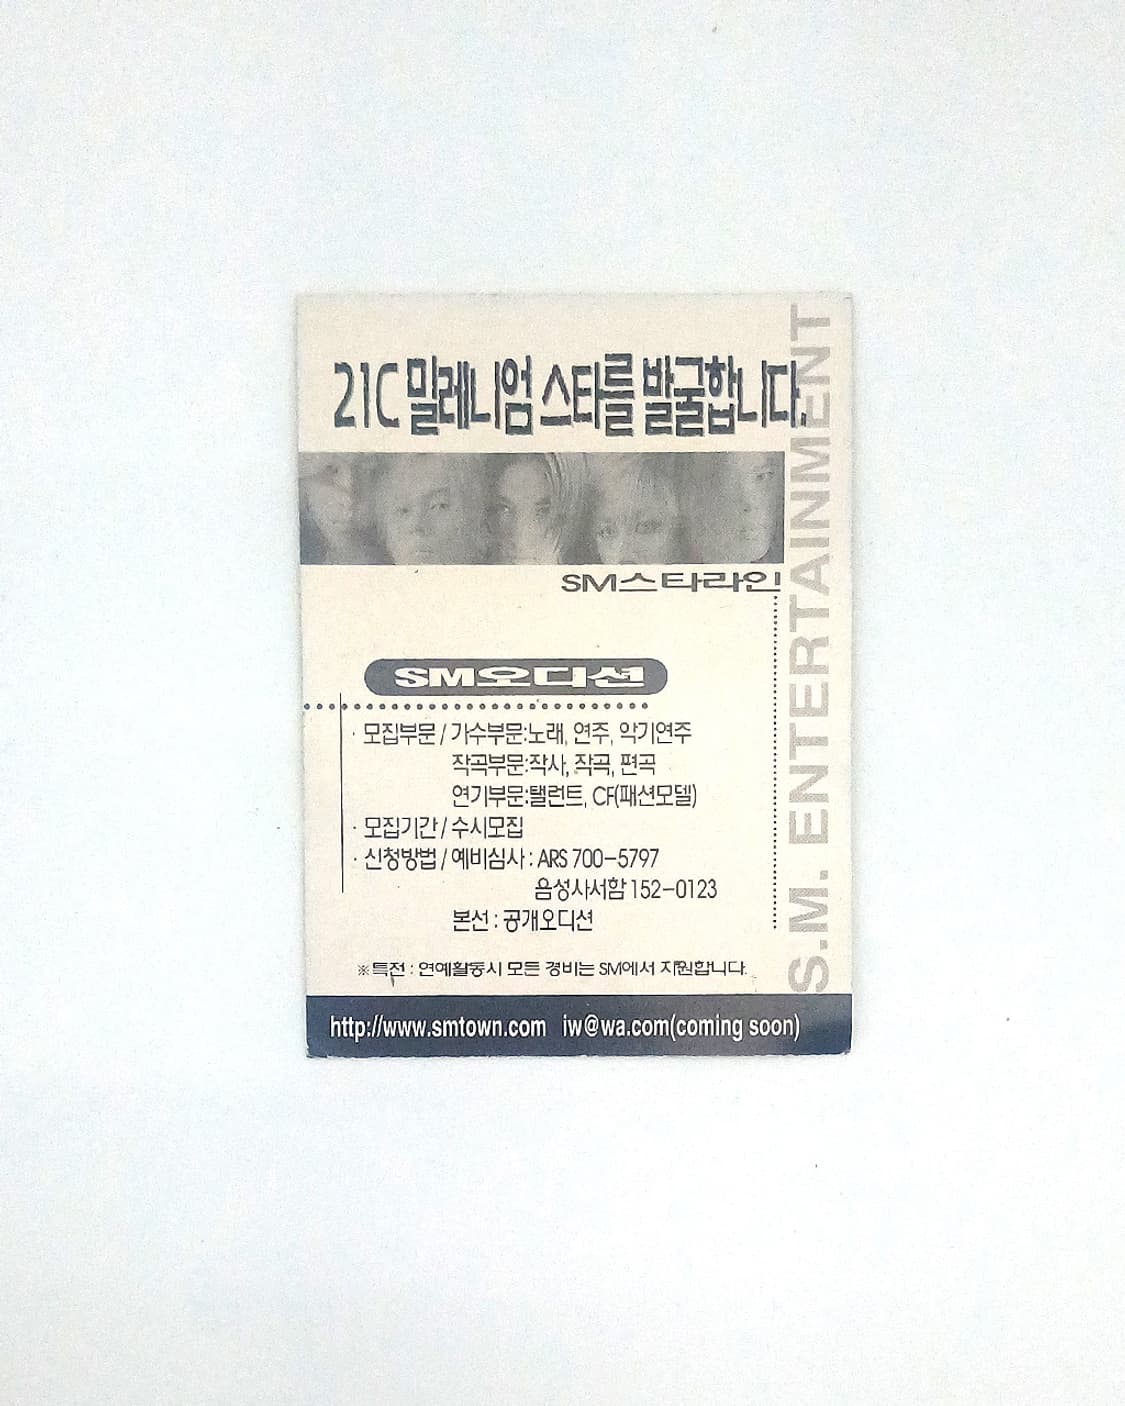 21C 밀레니엄 스타를 발굴합니다.
SM스타라인
SM오디션
· 모집부문 / 가수부문:노래, 연주, 악기연주
작곡부문:작사, 작곡, 편곡
연기부문:탤런트, CF(패션모델)
· 모집기간 / 수시모집
· 신청방법 / 예비심사 : ARS 700-5797
음성사서함 152-0123
본선 : 공개오디션
※ 특전 : 연예활동시 모든 경비는 SM에서 지원합니다.
http://www.smtown.com iw@wa.com(coming soon)
S.M. ENTERTAINMENT